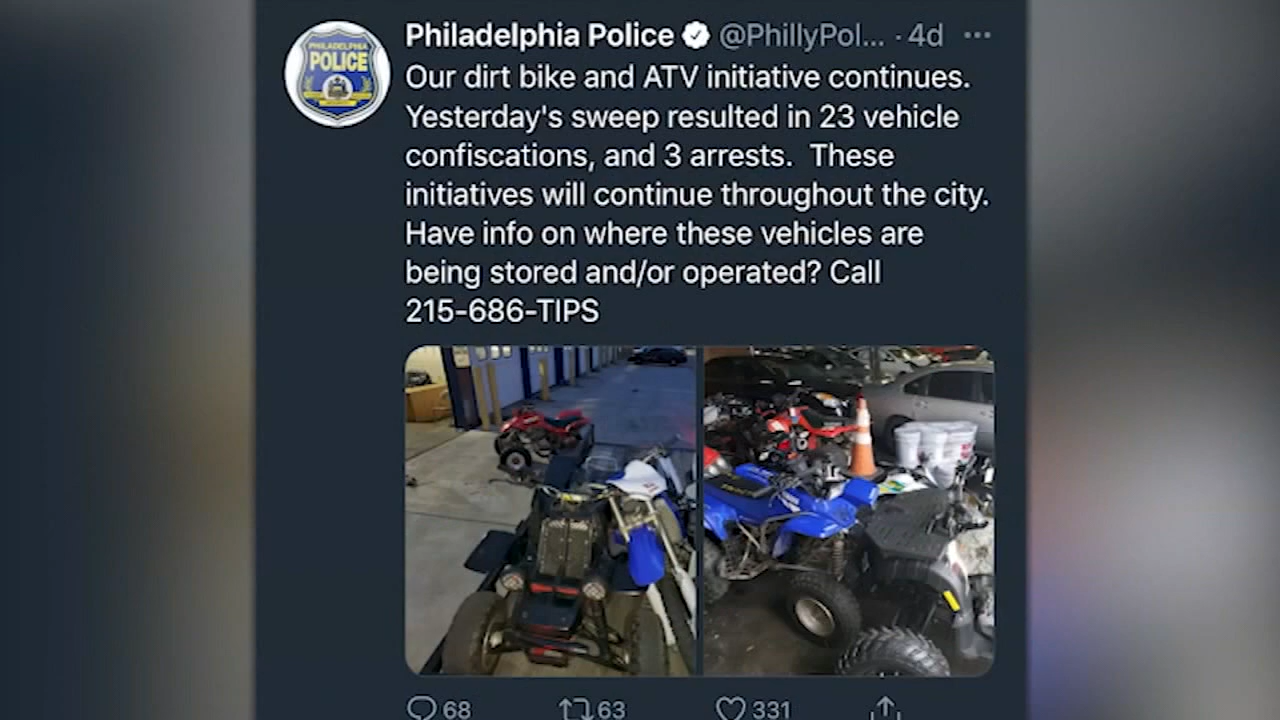 Philadelphia Police @PhillyPol... · 4d ...
PHILADELPHIA
POLICE
Our dirt bike and ATV initiative continues.
Yesterday's sweep resulted in 23 vehicle
confiscations, and 3 arrests.  These
initiatives will continue throughout the city.
Have info on where these vehicles are
being stored and/or operated? Call
215-686-TIPS
68 63 331